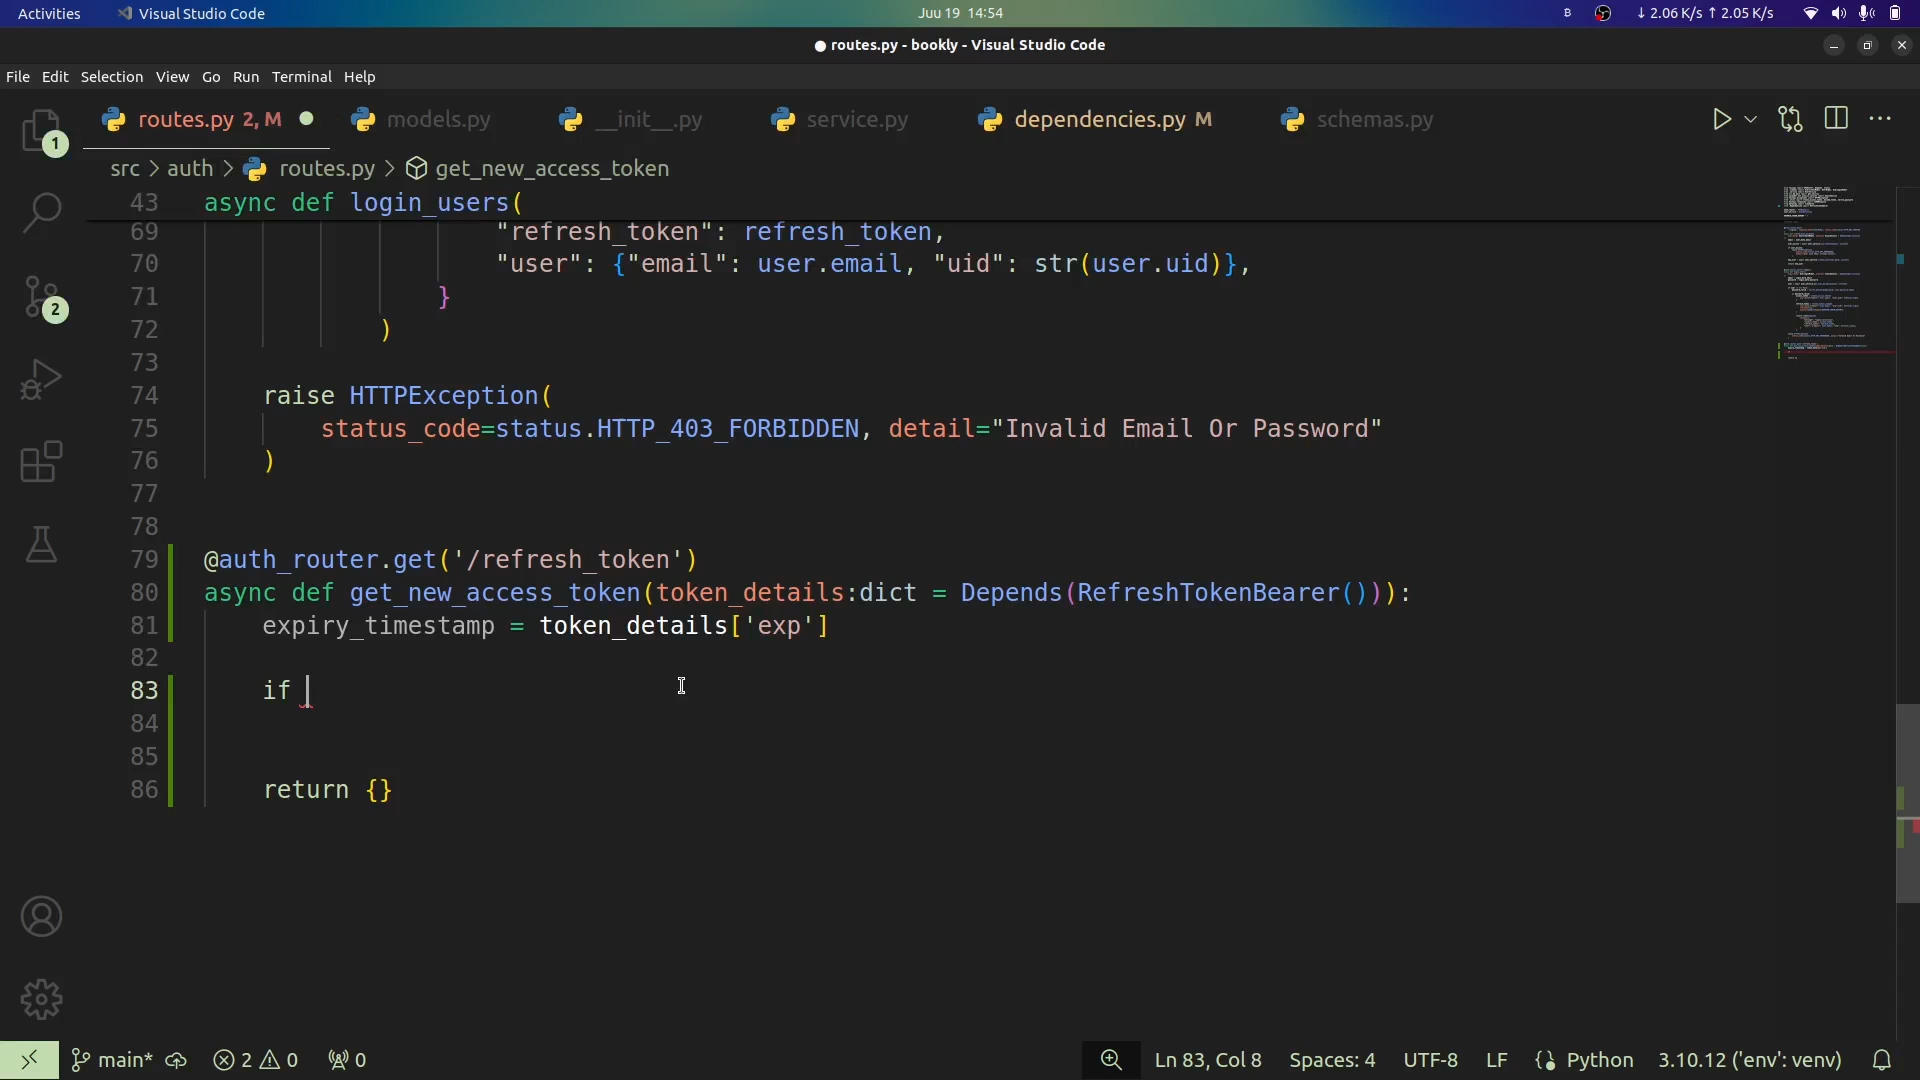 Activities Visual Studio Code Juu 19 14:54 ↓ 2.06 K/s ↑ 2.05 K/s
● routes.py - bookly - Visual Studio Code
File Edit Selection View Go Run Terminal Help
routes.py 2, M models.py __init__.py service.py dependencies.py M schemas.py
1
src > auth > routes.py > get_new_access_token
43 async def login_users(
69 "refresh_token": refresh_token,
70 "user": {"email": user.email, "uid": str(user.uid)},
71 }
2
72 )
73
74 raise HTTPException(
75 status_code=status.HTTP_403_FORBIDDEN, detail="Invalid Email Or Password"
76 )
77
78
79 @auth_router.get('/refresh_token')
80 async def get_new_access_token(token_details:dict = Depends(RefreshTokenBearer())):
81 expiry_timestamp = token_details['exp']
82
83 if
84
85
86 return {}
main* 2 0 0 Ln 83, Col 8 Spaces: 4 UTF-8 LF Python 3.10.12 ('env': venv)